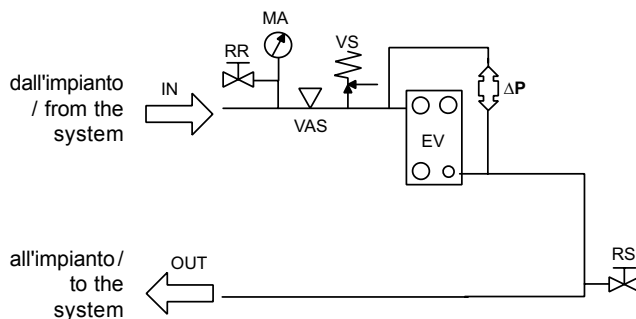 MA
RR
VS
dall'impianto
/ from the
system
IN
ΔP
VAS
EV
all'impianto /
to the
system
OUT
RS